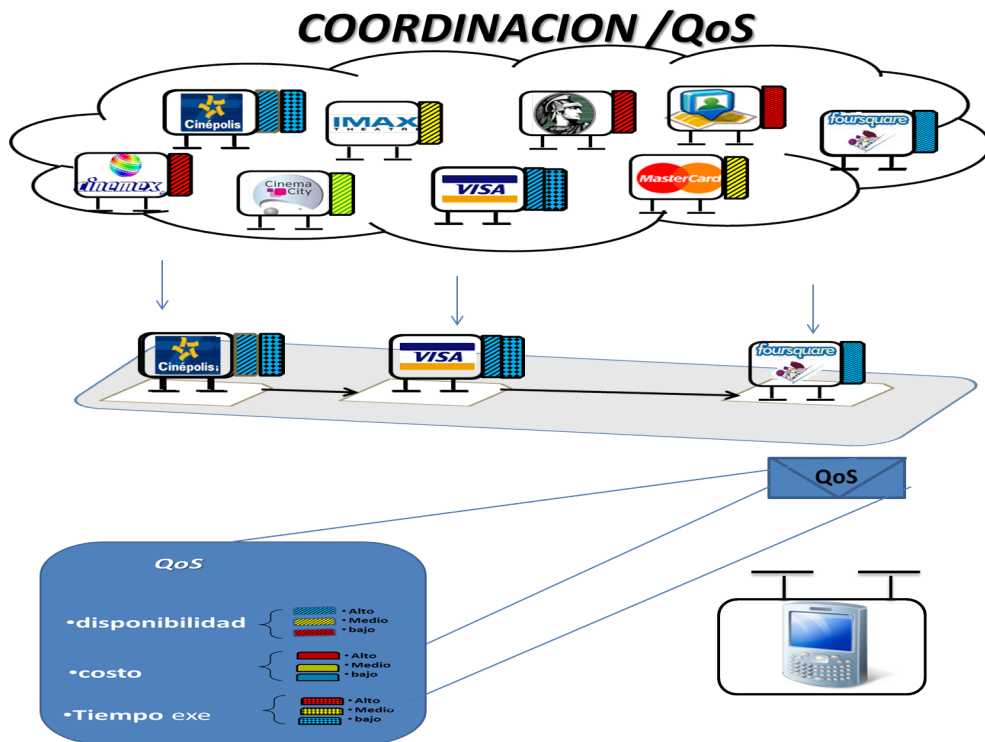 COORDINACION /QoS
Cinépolis
IMAX
THEATRE
foursquare
inemex
Cinema
City
VISA
MasterCard
Cinépolis
VISA
foursquare
QoS
QoS
•disponibilidad
• Alto
• Medio
• bajo
•costo
• Alto
• Medio
• bajo
•Tiempo exe
• Alto
• Medio
• bajo